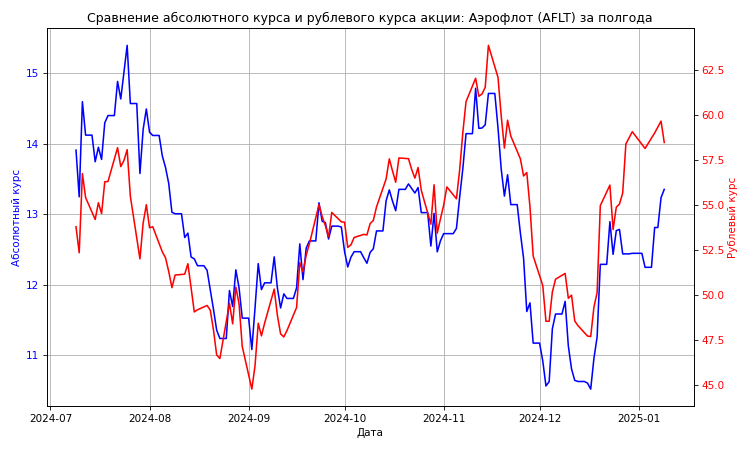 Сравнение абсолютного курса и рублевого курса акции: Аэрофлот (AFLT) за полгода
Абсолютный курс
15
14
13
12
11
62.5
60.0
57.5
55.0
52.5
50.0
47.5
45.0
Рублевый курс
2024-07 2024-08 2024-09 2024-10 2024-11 2024-12 2025-01
Дата